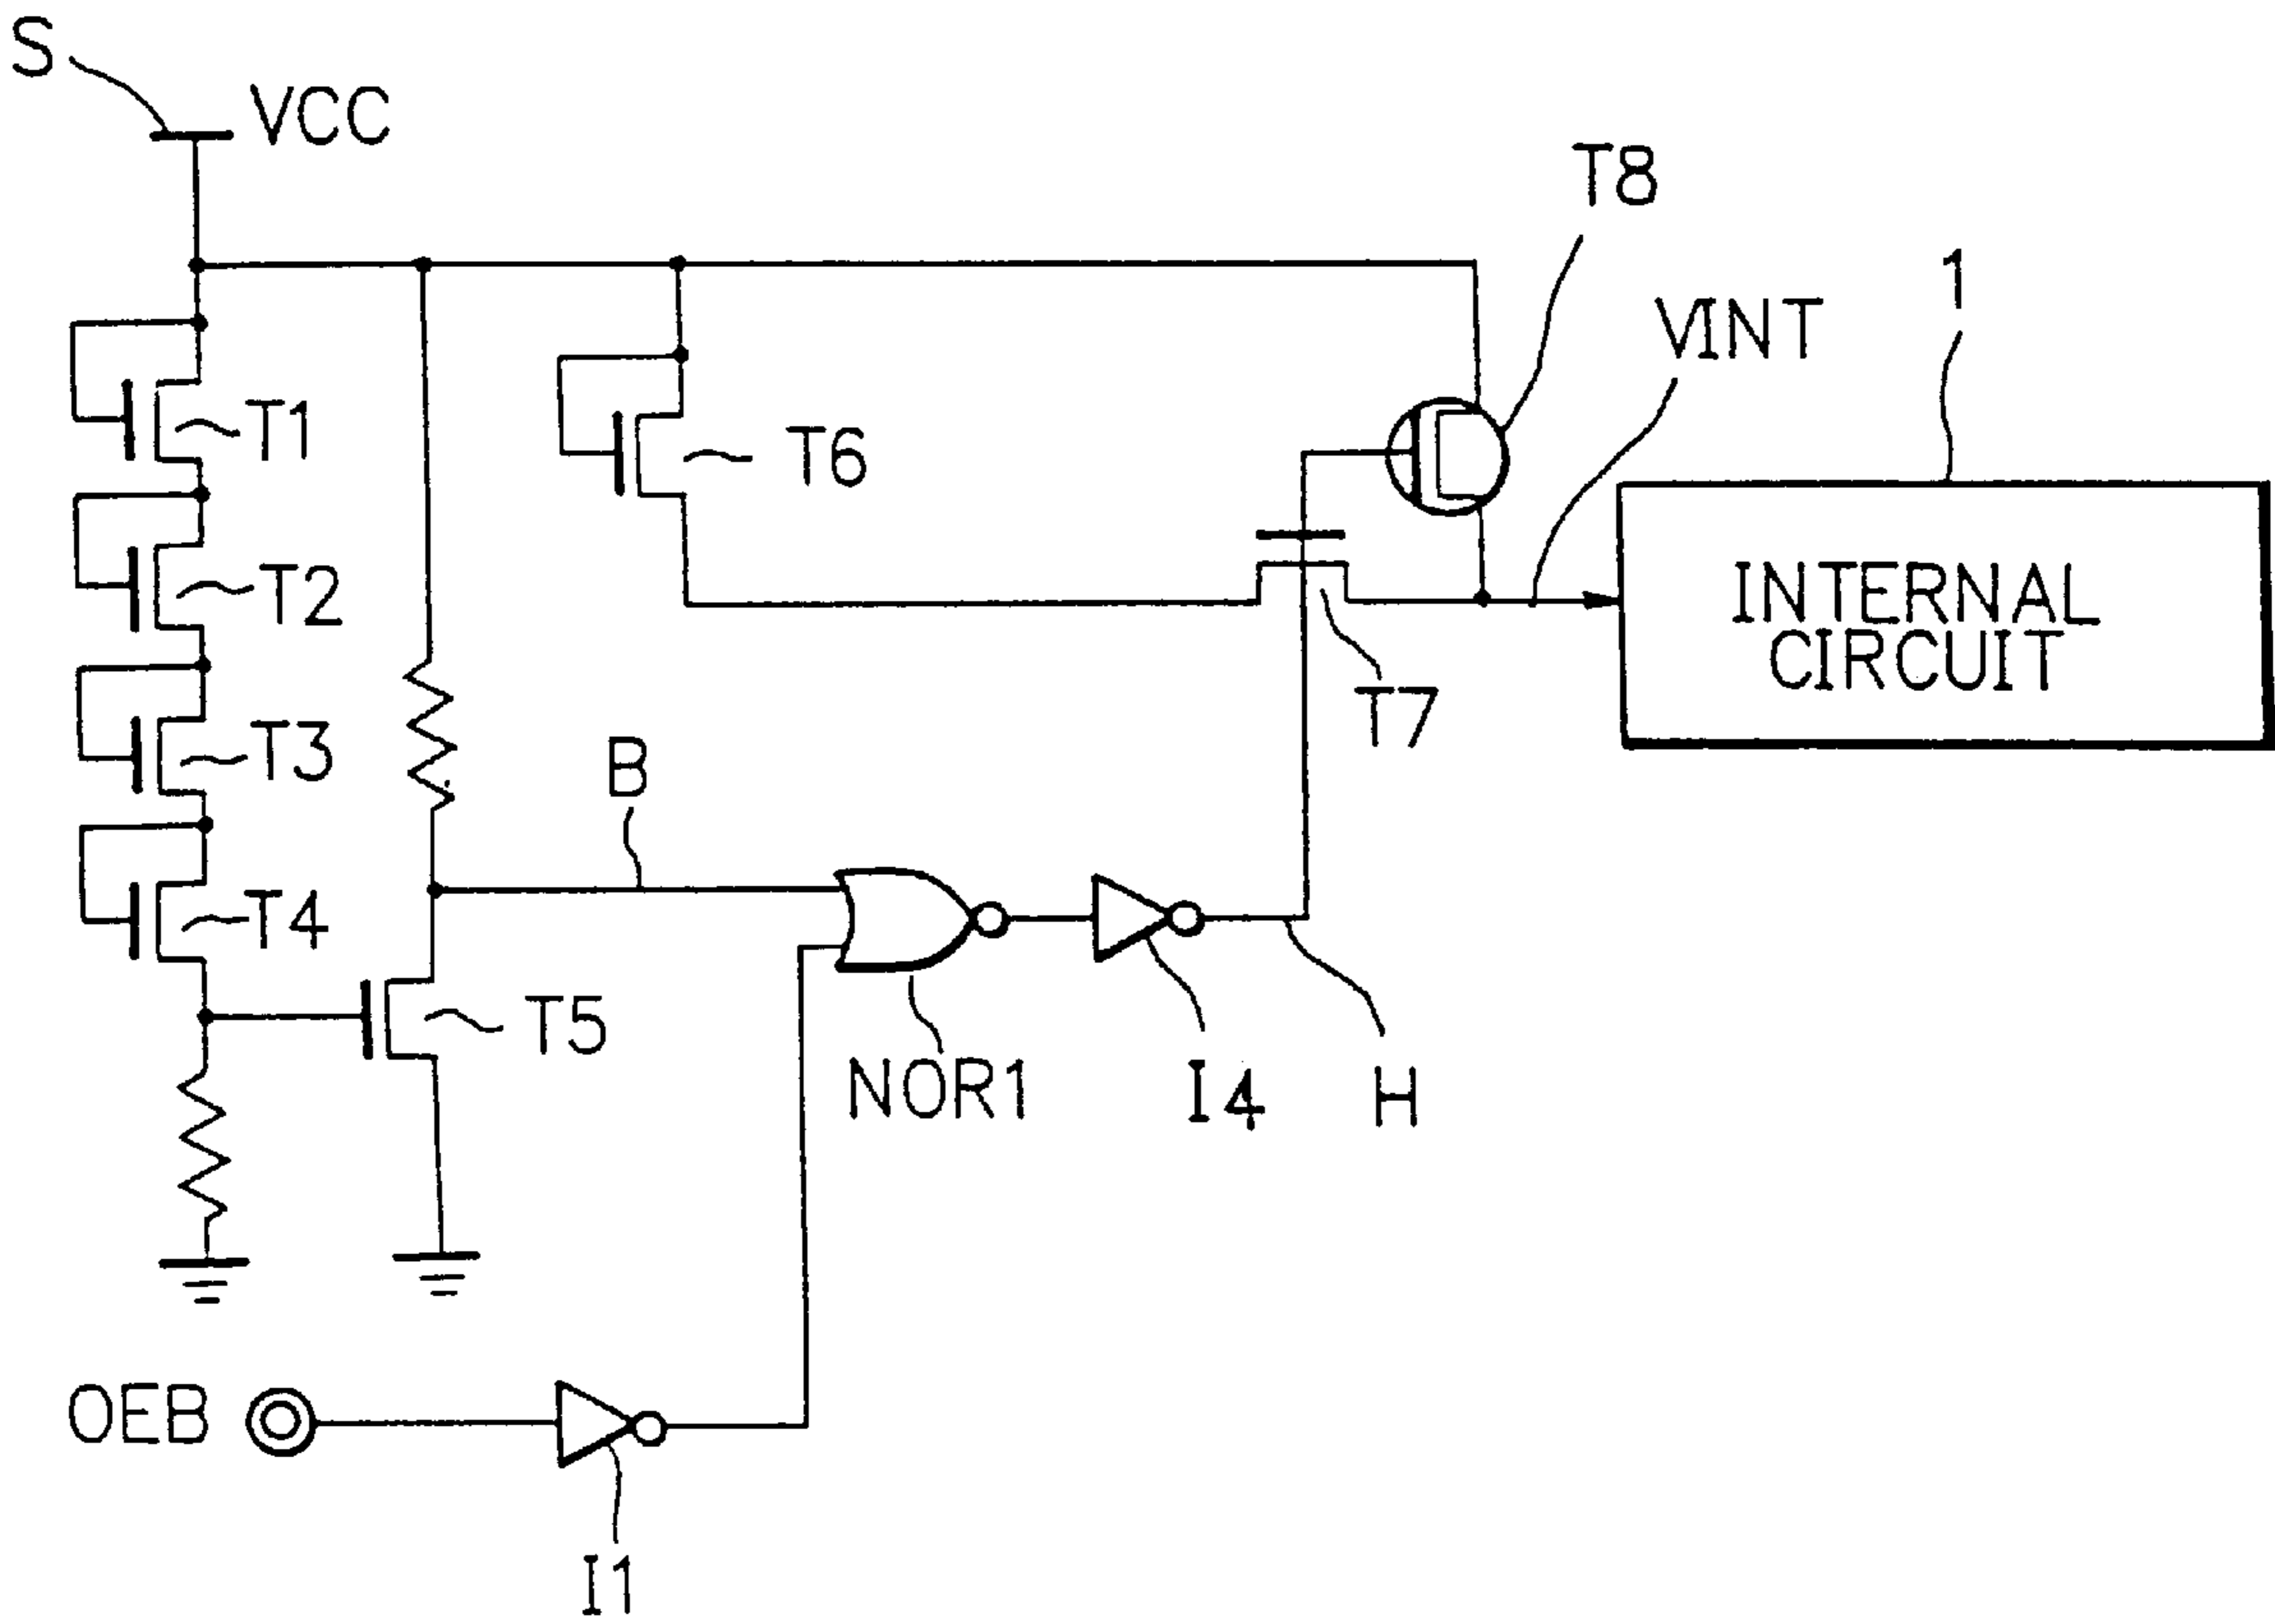 S
VCC
T8
1
VINT
T1
T6
T2
INTERNAL
CIRCUIT
T7
T3
B
T4
T5
NOR1
I4
H
OEB
I1